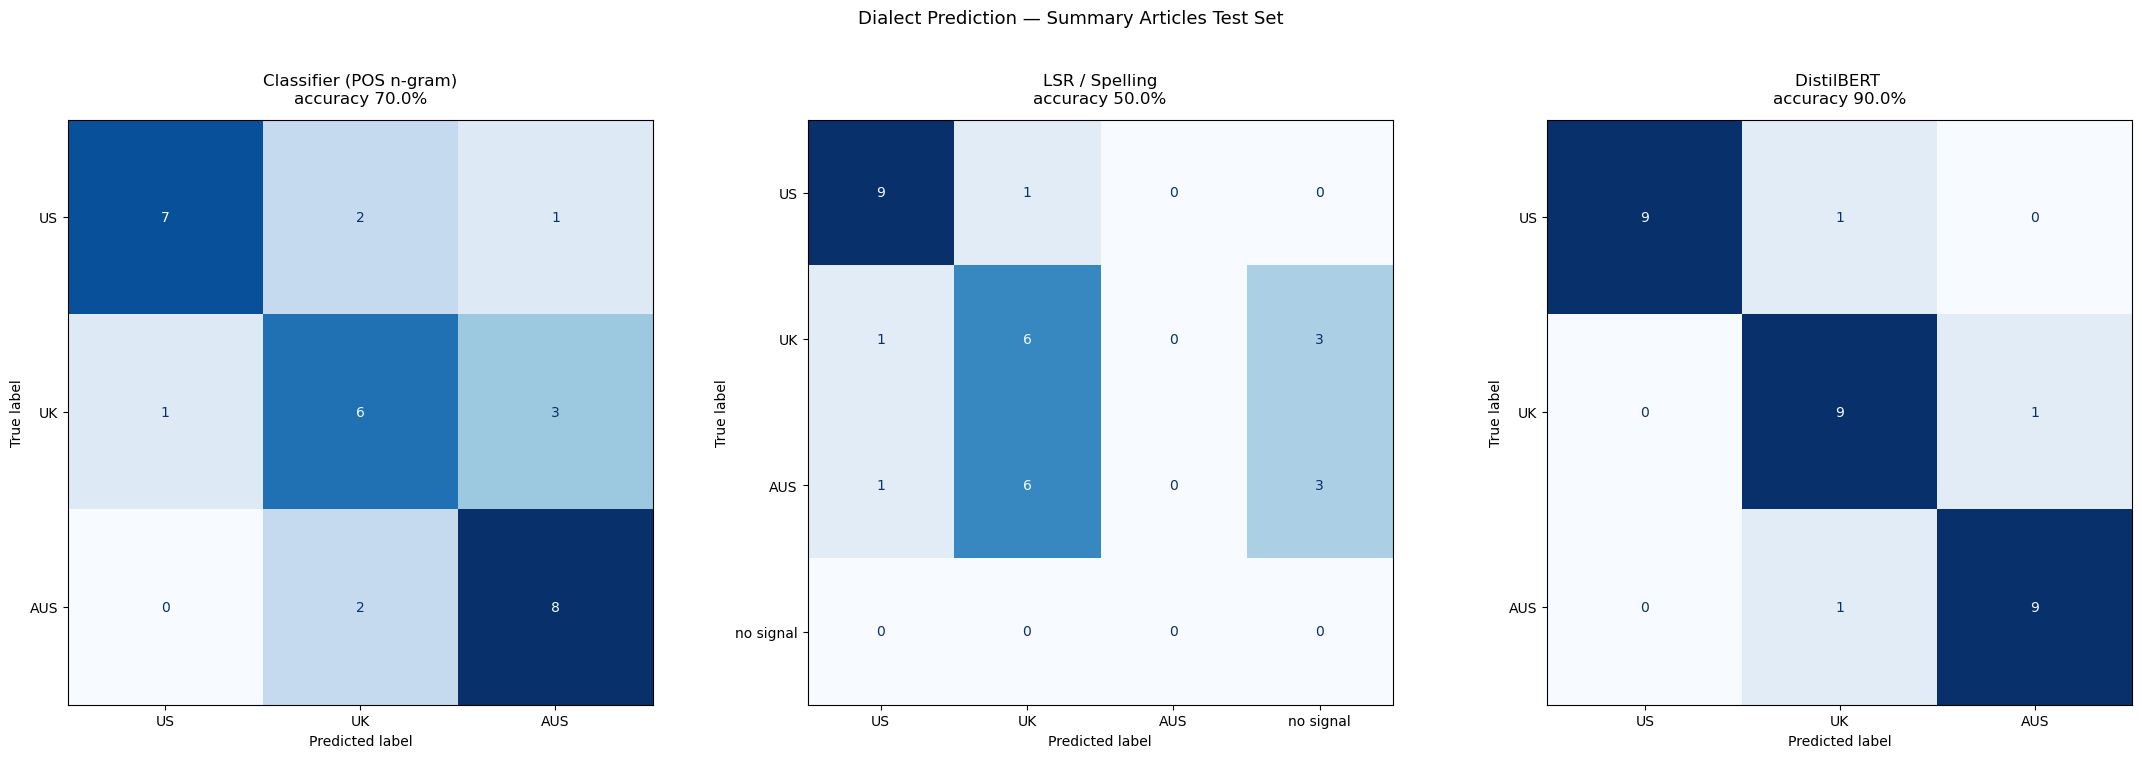 Dialect Prediction — Summary Articles Test Set
Classifier (POS n-gram)
accuracy 70.0%
True label
US
7 2 1
UK
1 6 3
AUS
0 2 8
US UK AUS
Predicted label
LSR / Spelling
accuracy 50.0%
True label
US
9 1 0 0
UK
1 6 0 3
AUS
1 6 0 3
no signal
0 0 0 0
US UK AUS no signal
Predicted label
DistilBERT
accuracy 90.0%
True label
US
9 1 0
UK
0 9 1
AUS
0 1 9
US UK AUS
Predicted label